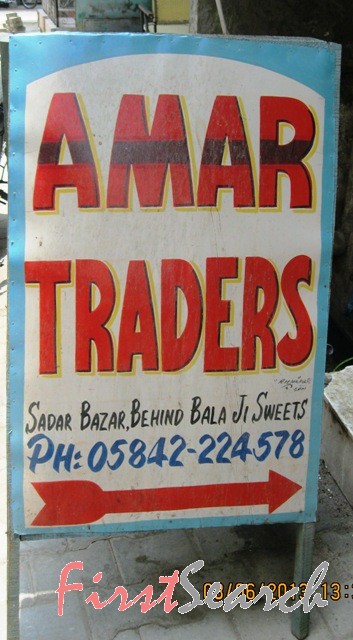 AMAR
TRADERS
SADAR BAZAR, BEHIND BALA JI SWEETS
PH: 05842-224578
FirstSearch